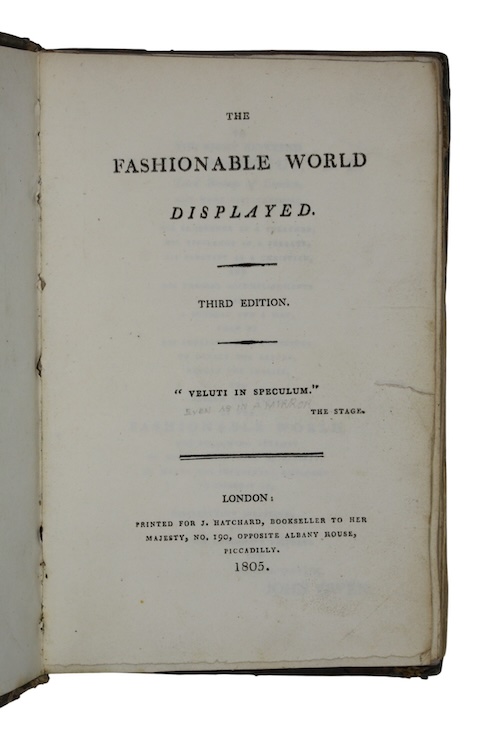 THE
FASHIONABLE WORLD
DISPLAYED.
THIRD EDITION.
" VELUTI IN SPECULUM."
THE STAGE.
LONDON:
PRINTED FOR J. HATCHARD, BOOKSELLER TO HER
MAJESTY, NO. 190, OPPOSITE ALBANY HOUSE,
PICCADILLY.
1805.